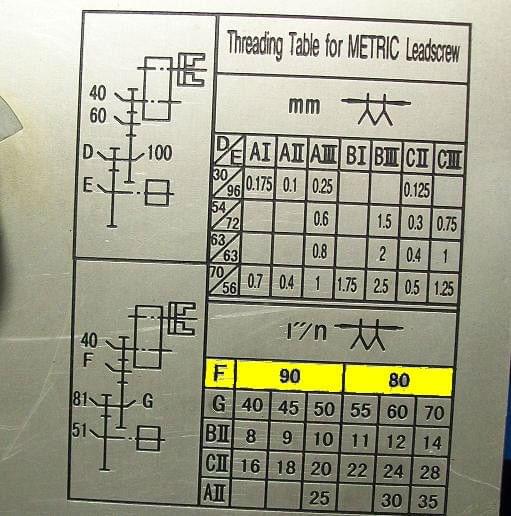 Threading Table for METRIC Leadscrew
mm
40
60
D
100
E
D/E AI AII AIII BI BIII CII CIII
30/96 0.175 0.1 0.25 0.125
54/72 0.6 1.5 0.3 0.75
63/63 0.8 2 0.4 1
70/56 0.7 0.4 1 1.75 2.5 0.5 1.25
1"/n
40
F
81
G
51
F 90 80
G 40 45 50 55 60 70
BII 8 9 10 11 12 14
CII 16 18 20 22 24 28
AII 25 30 35